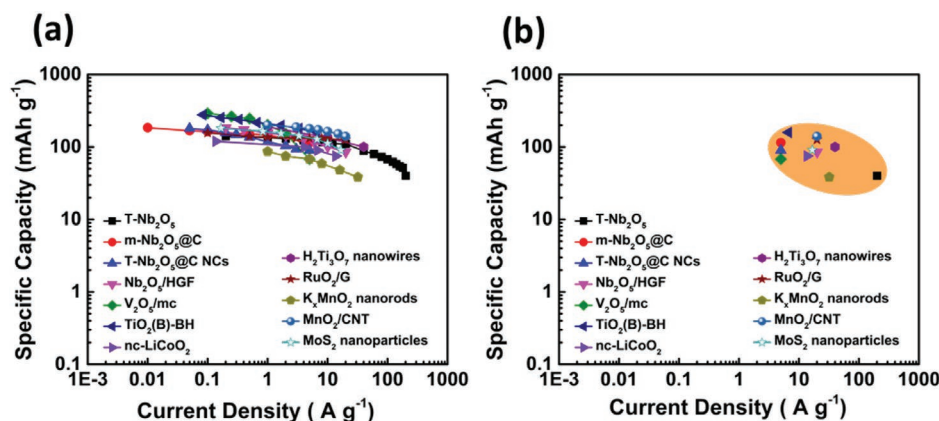 (a)
Specific Capacity (mAh g⁻¹)
1000
100
10
1
0.1
T-Nb₂O₅
m-Nb₂O₅@C
T-Nb₂O₅@C NCs
Nb₂O₅/HGF
V₂O₅/mc
TiO₂(B)-BH
nc-LiCoO₂
H₂Ti₃O₇ nanowires
RuO₂/G
KₓMnO₂ nanorods
MnO₂/CNT
MoS₂ nanoparticles
1E-3 0.01 0.1 1 10 100 1000
Current Density ( A g⁻¹)
(b)
Specific Capacity (mAh g⁻¹)
1000
100
10
1
0.1
T-Nb₂O₅
m-Nb₂O₅@C
T-Nb₂O₅@C NCs
Nb₂O₅/HGF
V₂O₅/mc
TiO₂(B)-BH
nc-LiCoO₂
H₂Ti₃O₇ nanowires
RuO₂/G
KₓMnO₂ nanorods
MnO₂/CNT
MoS₂ nanoparticles
1E-3 0.01 0.1 1 10 100 1000
Current Density ( A g⁻¹)